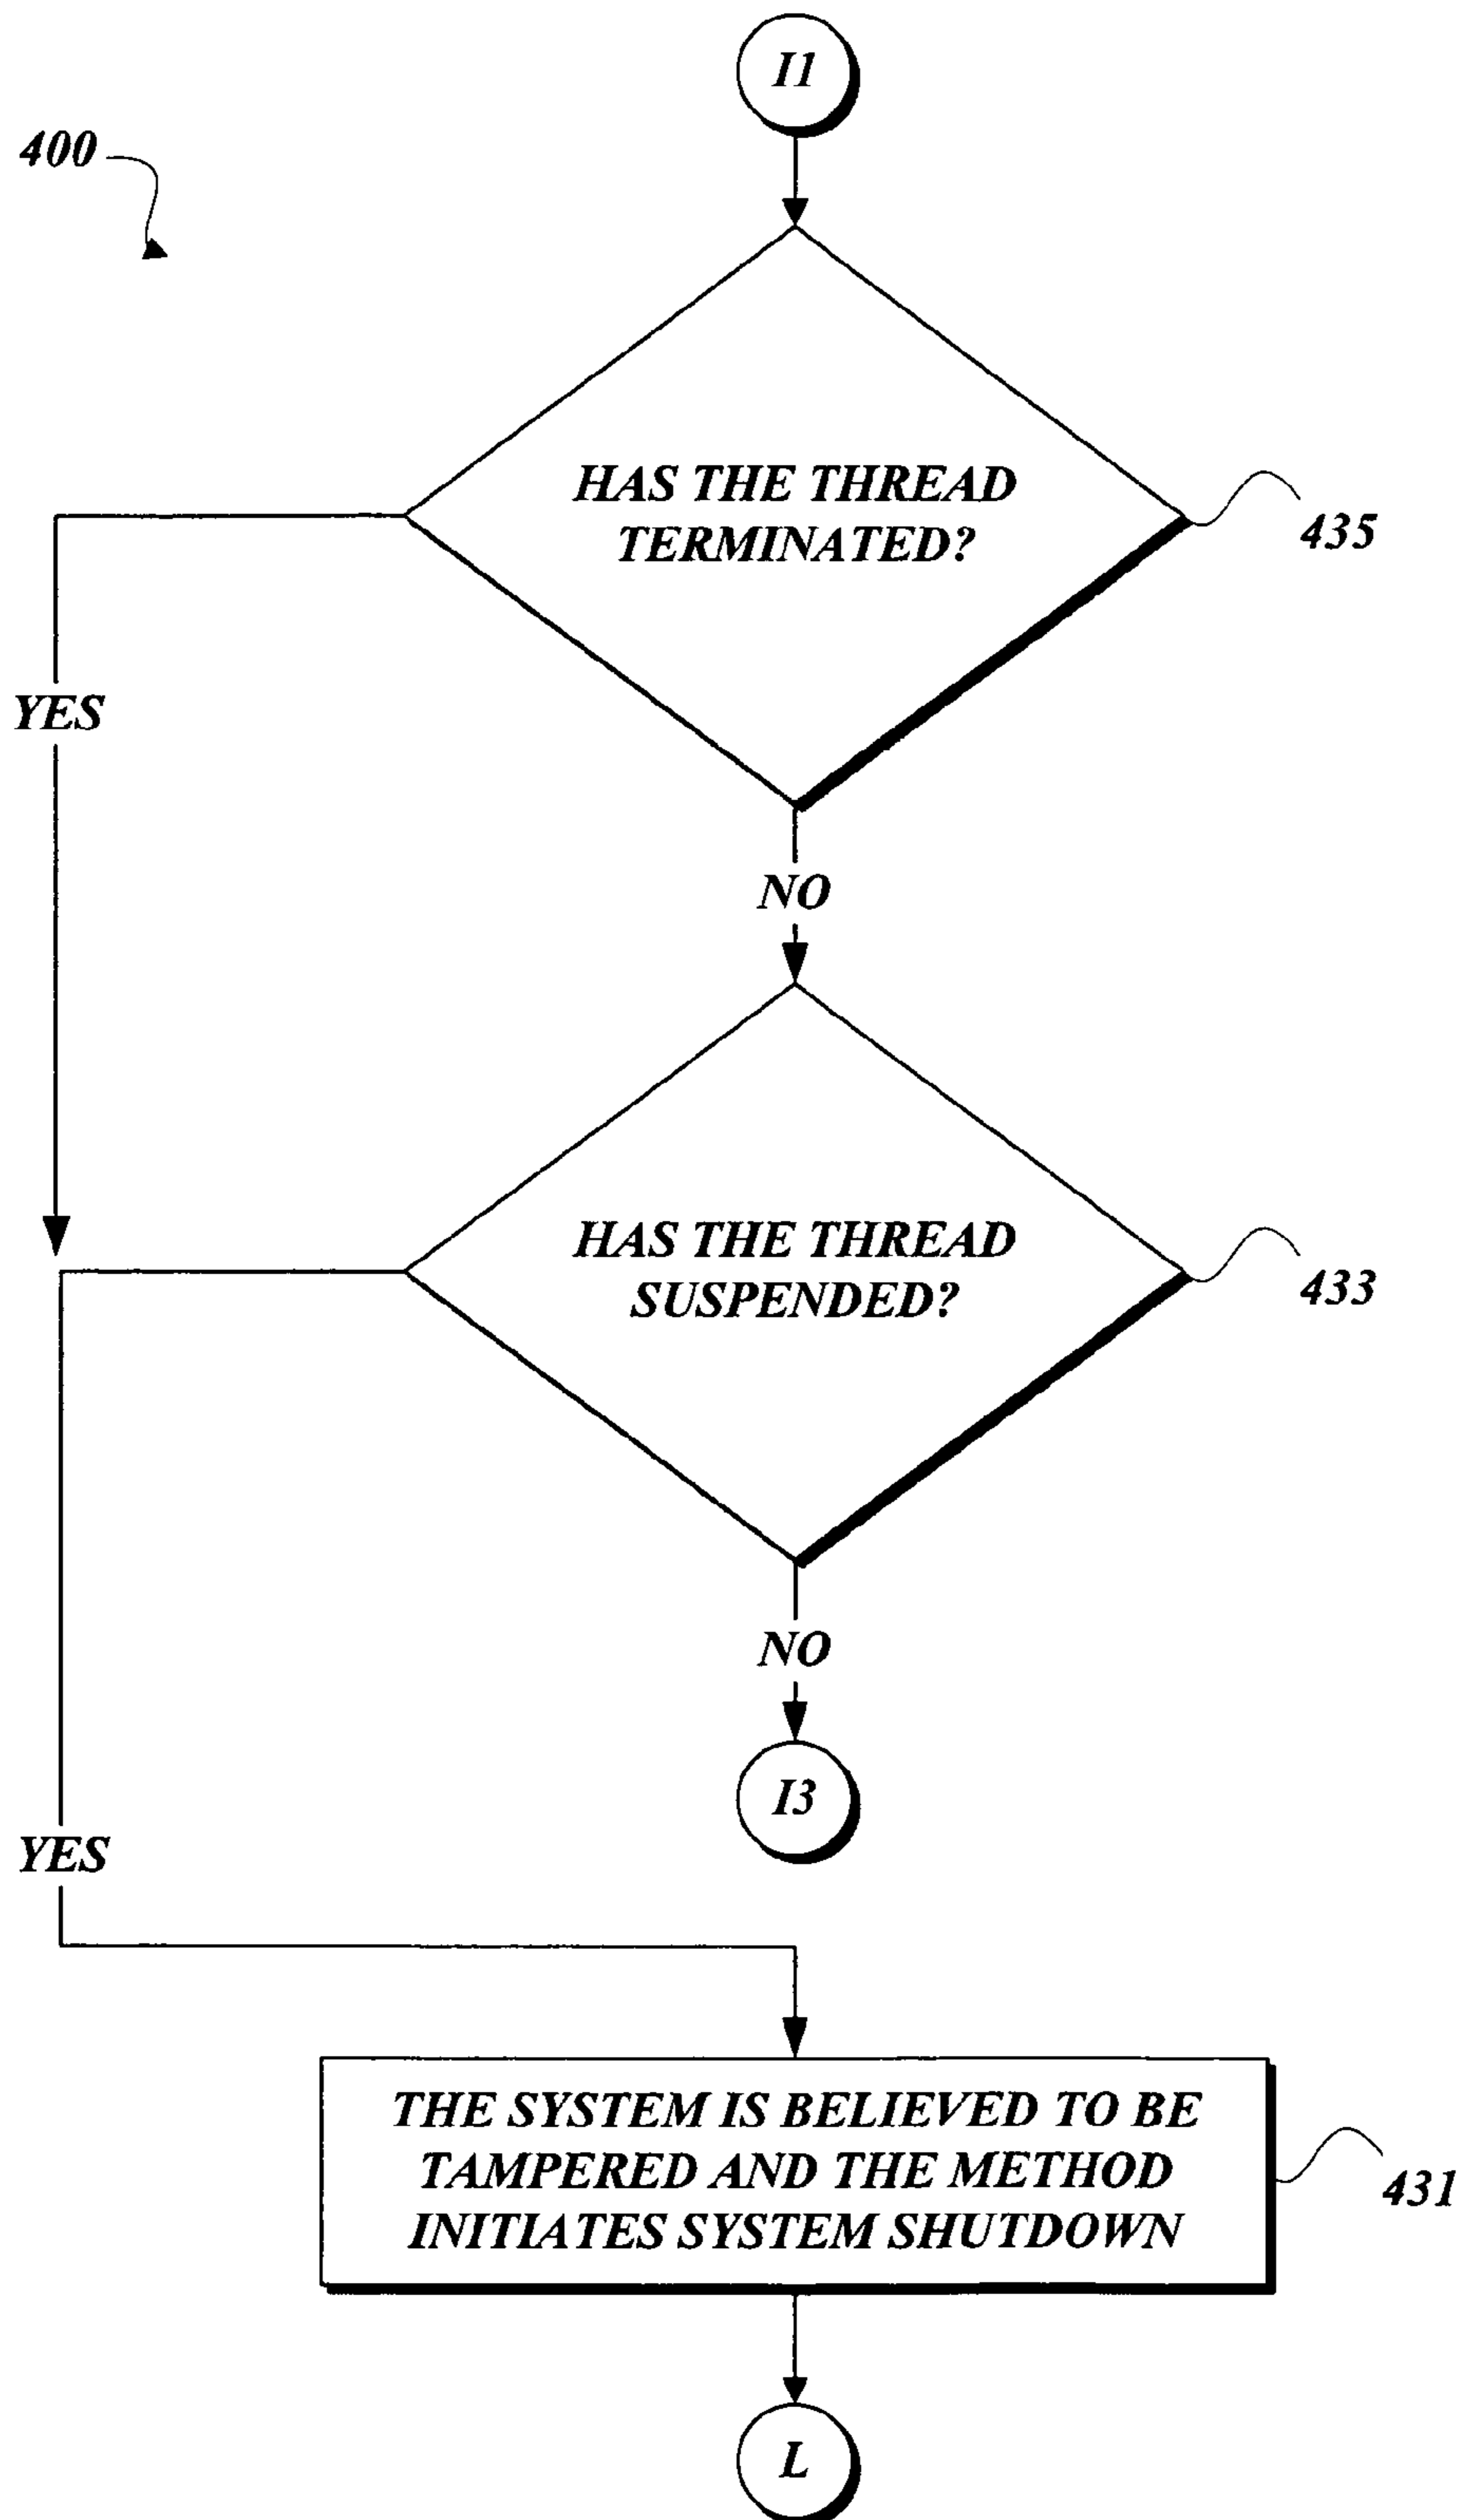 I1
400
HAS THE THREAD
TERMINATED?
435
YES
NO
HAS THE THREAD
SUSPENDED?
433
NO
I3
YES
THE SYSTEM IS BELIEVED TO BE
TAMPERED AND THE METHOD
INITIATES SYSTEM SHUTDOWN
431
L